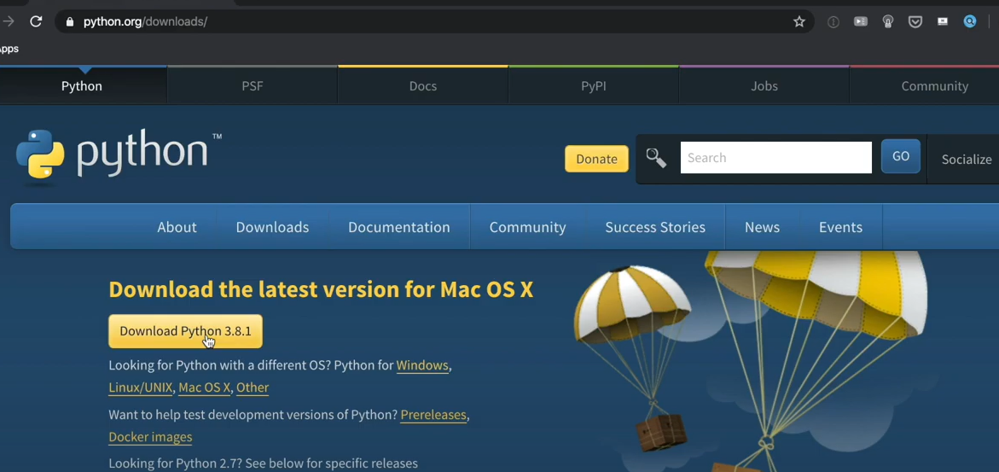 python.org/downloads/
Apps
Python PSF Docs PyPI Jobs Community
python™
Donate Search GO Socialize
About Downloads Documentation Community Success Stories News Events
Download the latest version for Mac OS X
Download Python 3.8.1
Looking for Python with a different OS? Python for Windows,
Linux/UNIX, Mac OS X, Other
Want to help test development versions of Python? Prereleases,
Docker images
Looking for Python 2.7? See below for specific releases